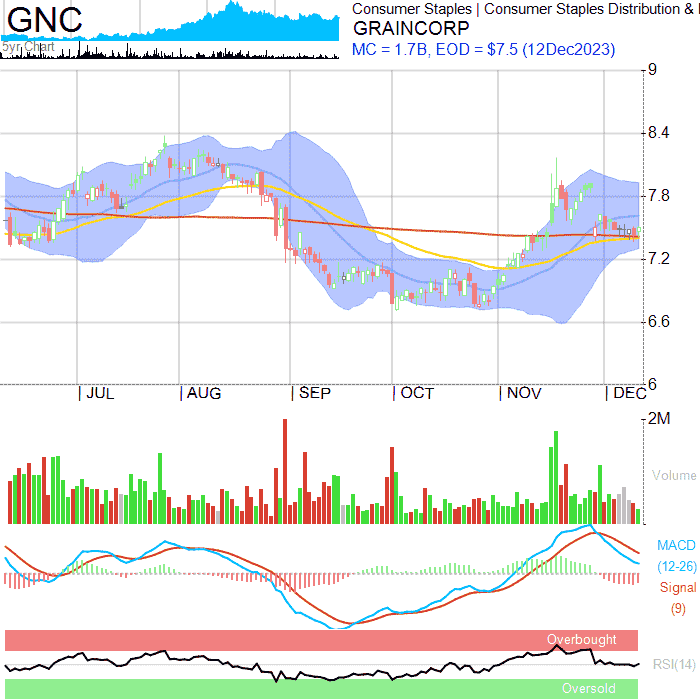 GNC
5yr Chart
Consumer Staples | Consumer Staples Distribution &
GRAINCORP
MC = 1.7B, EOD = $7.5 (12Dec2023)
9
8.4
7.8
7.2
6.6
6
| JUL | AUG | SEP | OCT | NOV | DEC
2M
Volume
MACD
(12-26)
Signal
(9)
Overbought
RSI(14)
Oversold